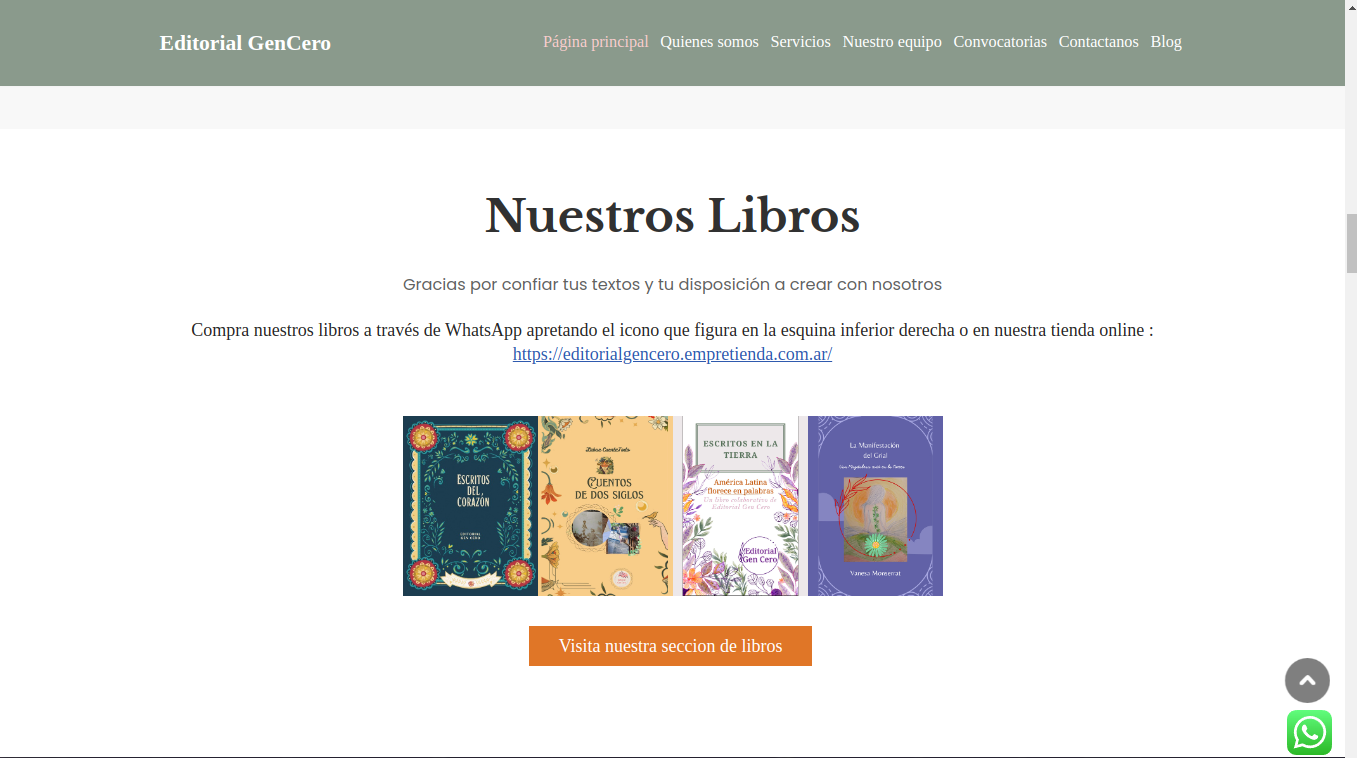 Editorial GenCero
Página principal Quienes somos Servicios Nuestro equipo Convocatorias Contactanos Blog
Nuestros Libros
Gracias por confiar tus textos y tu disposición a crear con nosotros
Compra nuestros libros a través de WhatsApp apretando el icono que figura en la esquina inferior derecha o en nuestra tienda online :
https://editorialgencero.empretienda.com.ar/
ESCRITOS
DEL
CORAZÓN
EDITORIAL
GEN CERO
CUENTOS
DE DOS SIGLOS
ESCRITOS EN LA
TIERRA
América Latina
florece en palabras
Un libro colaborativo de
Editorial Gen Cero
Editorial
Gen Cero
La Manifestación
del Grial
Vanesa Monserrat
Visita nuestra seccion de libros